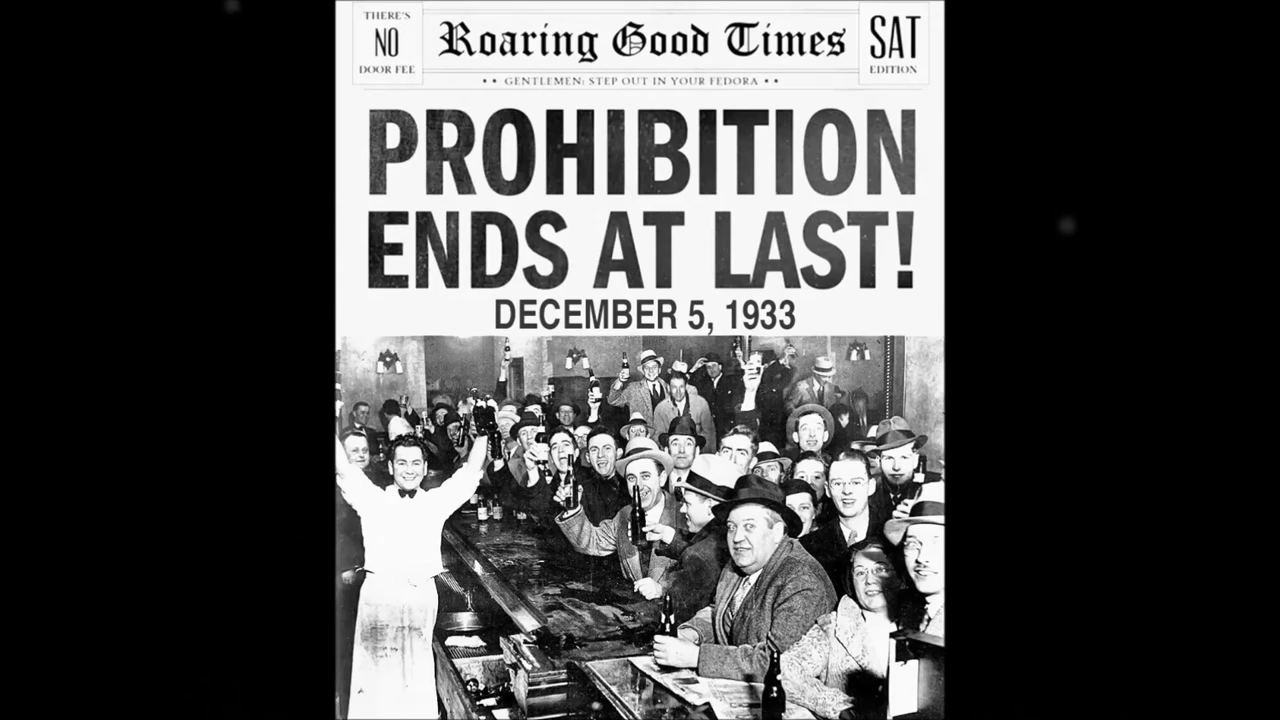 THERE'S
NO
DOOR FEE
Roaring Good Times
SAT
EDITION
•• GENTLEMEN: STEP OUT IN YOUR FEDORA ••
PROHIBITION
ENDS AT LAST!
DECEMBER 5, 1933